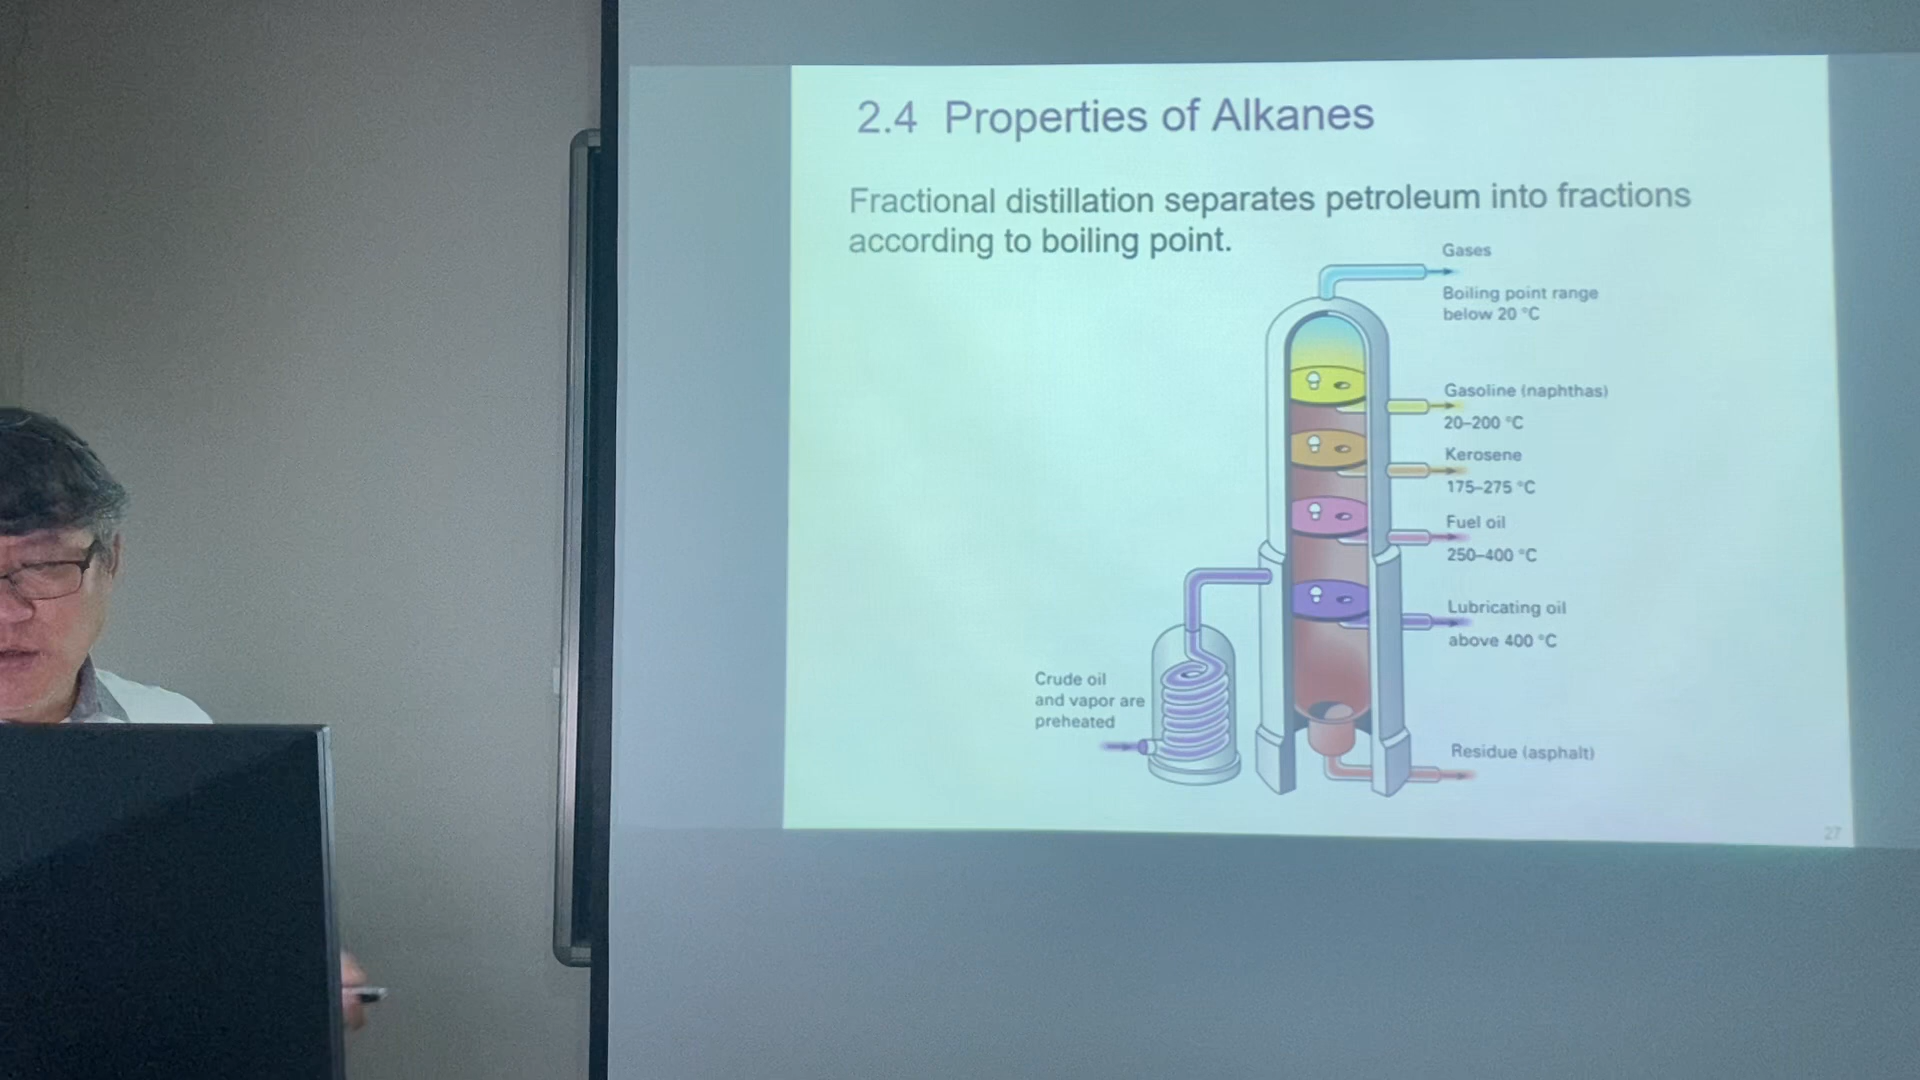 2.4 Properties of Alkanes
Fractional distillation separates petroleum into fractions
according to boiling point.
Gases
Boiling point range
below 20 °C
Gasoline (naphthas)
20–200 °C
Kerosene
175–275 °C
Fuel oil
250–400 °C
Lubricating oil
above 400 °C
Crude oil
and vapor are
preheated
Residue (asphalt)
27